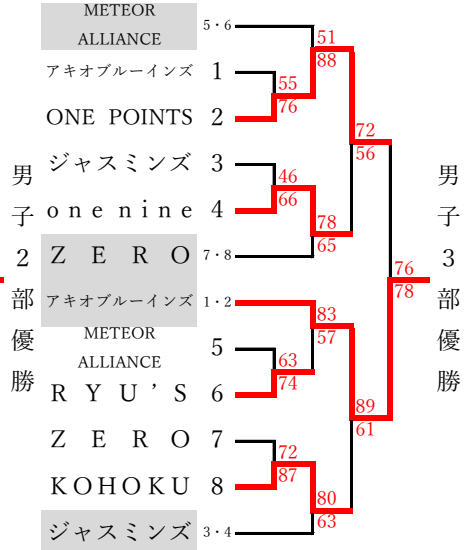 METEOR
ALLIANCE
5・6
アキオブルーインズ 1
ONE POINTS 2
ジャスミンズ 3
one nine 4
ZERO 7・8
アキオブルーインズ 1・2
METEOR
ALLIANCE
5
RYU'S 6
ZERO 7
KOHOKU 8
ジャスミンズ 3・4
男子2部優勝
51
88
55
76
72
56
46
66
78
65
76
78
83
57
63
74
89
61
72
87
80
63
男子3部優勝